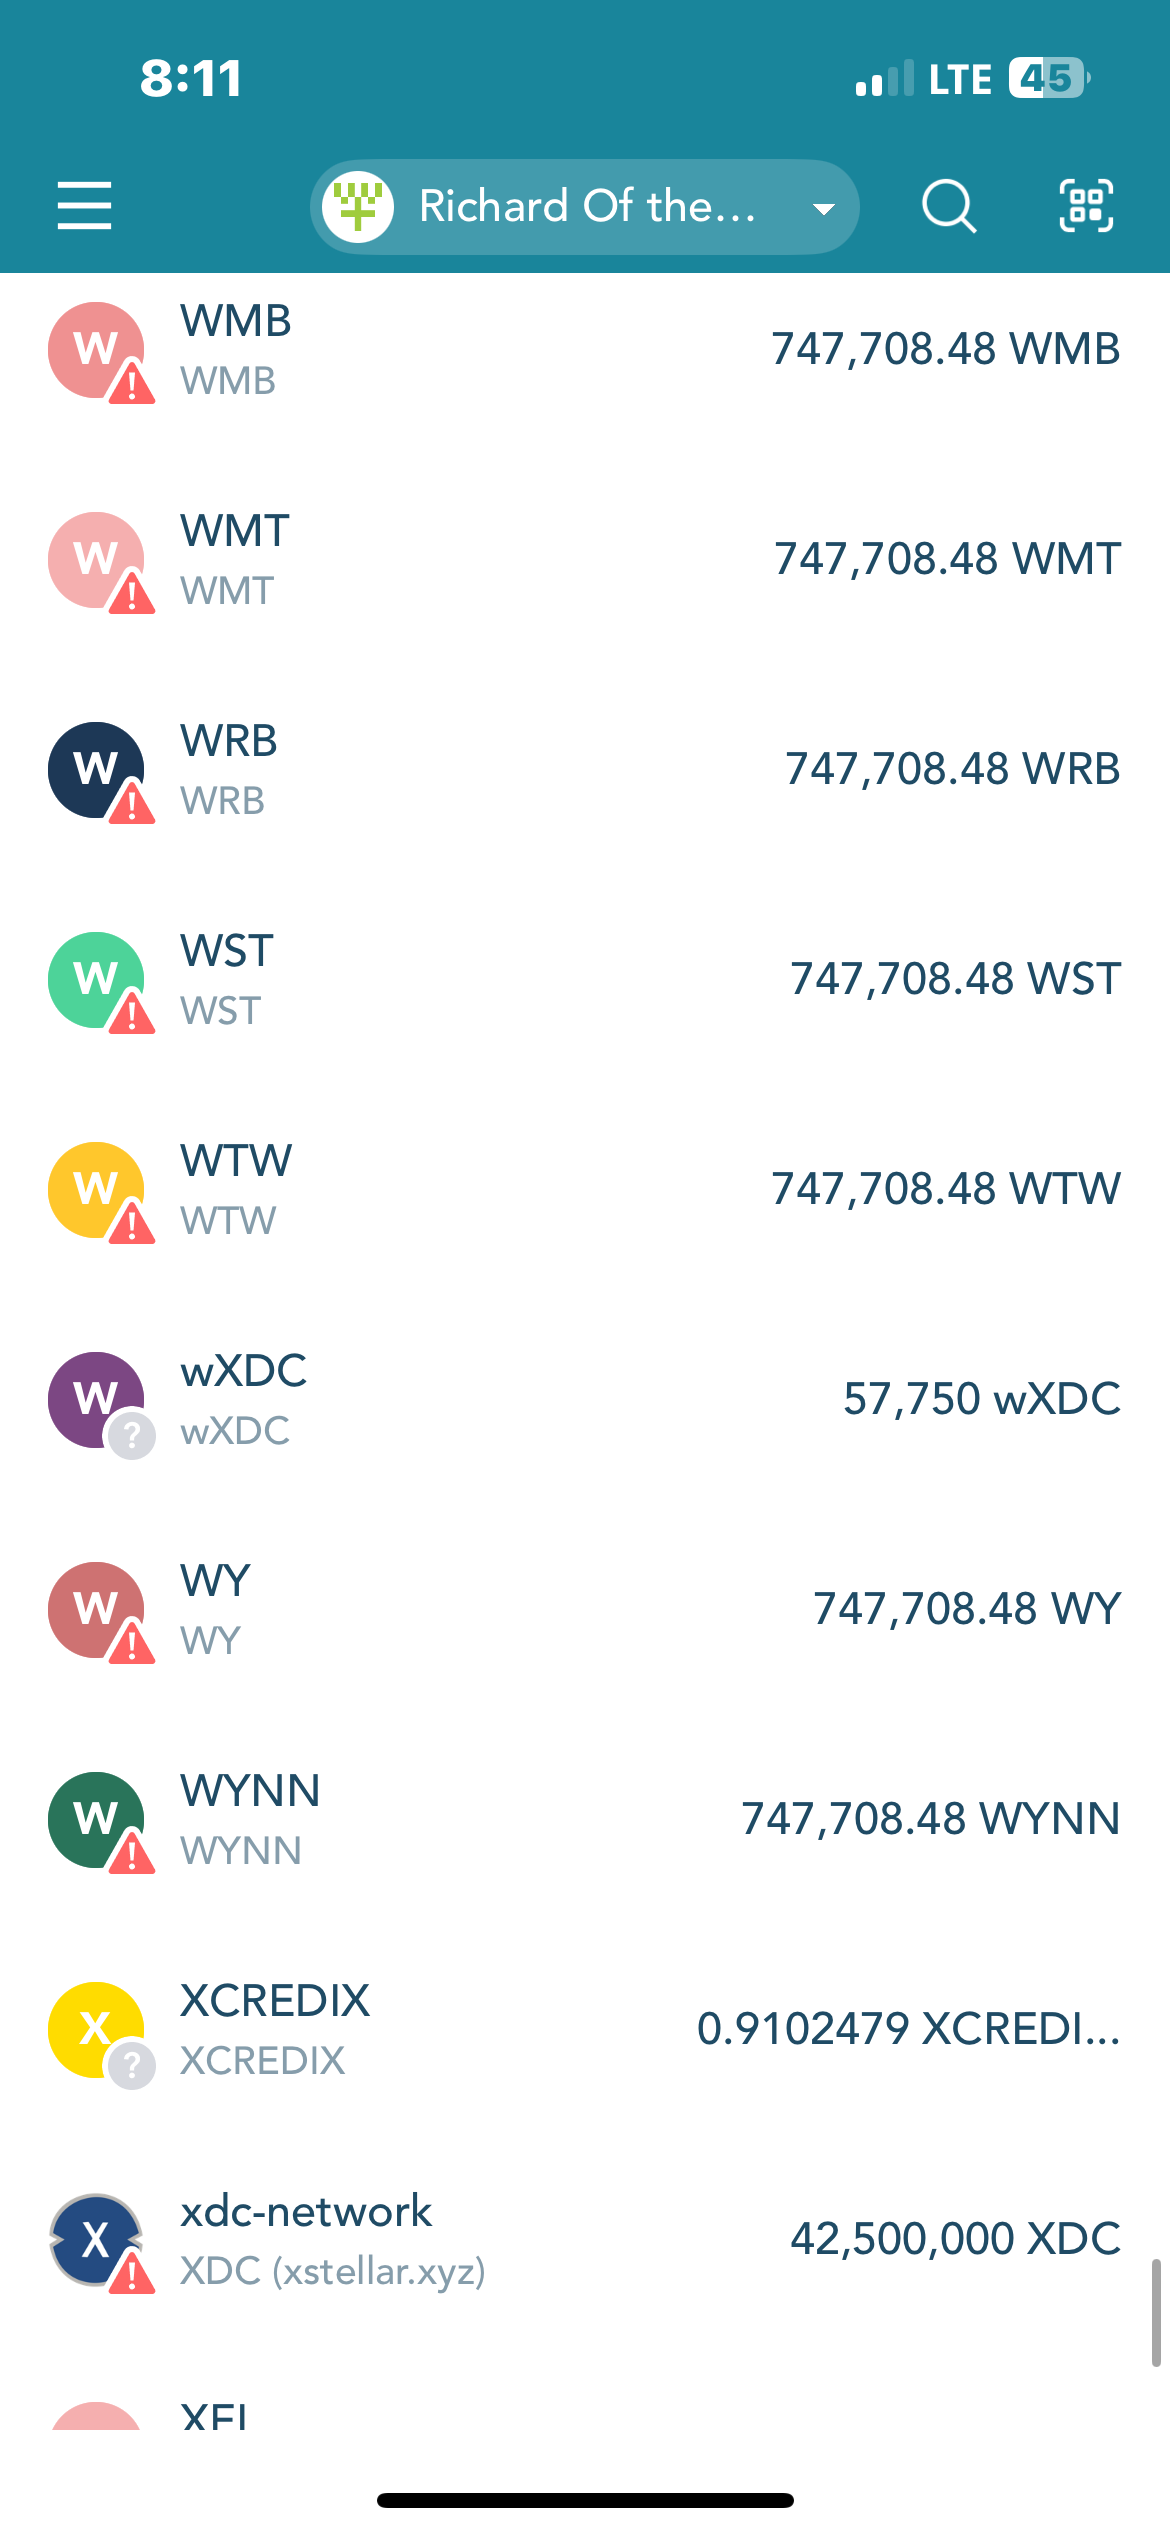 8:11
LTE 45
Richard Of the...
W
WMB
WMB
747,708.48 WMB
W
WMT
WMT
747,708.48 WMT
W
WRB
WRB
747,708.48 WRB
W
WST
WST
747,708.48 WST
W
WTW
WTW
747,708.48 WTW
W
?
wXDC
wXDC
57,750 wXDC
W
WY
WY
747,708.48 WY
W
WYNN
WYNN
747,708.48 WYNN
X
?
XCREDIX
XCREDIX
0.9102479 XCREDI...
X
xdc-network
XDC (xstellar.xyz)
42,500,000 XDC